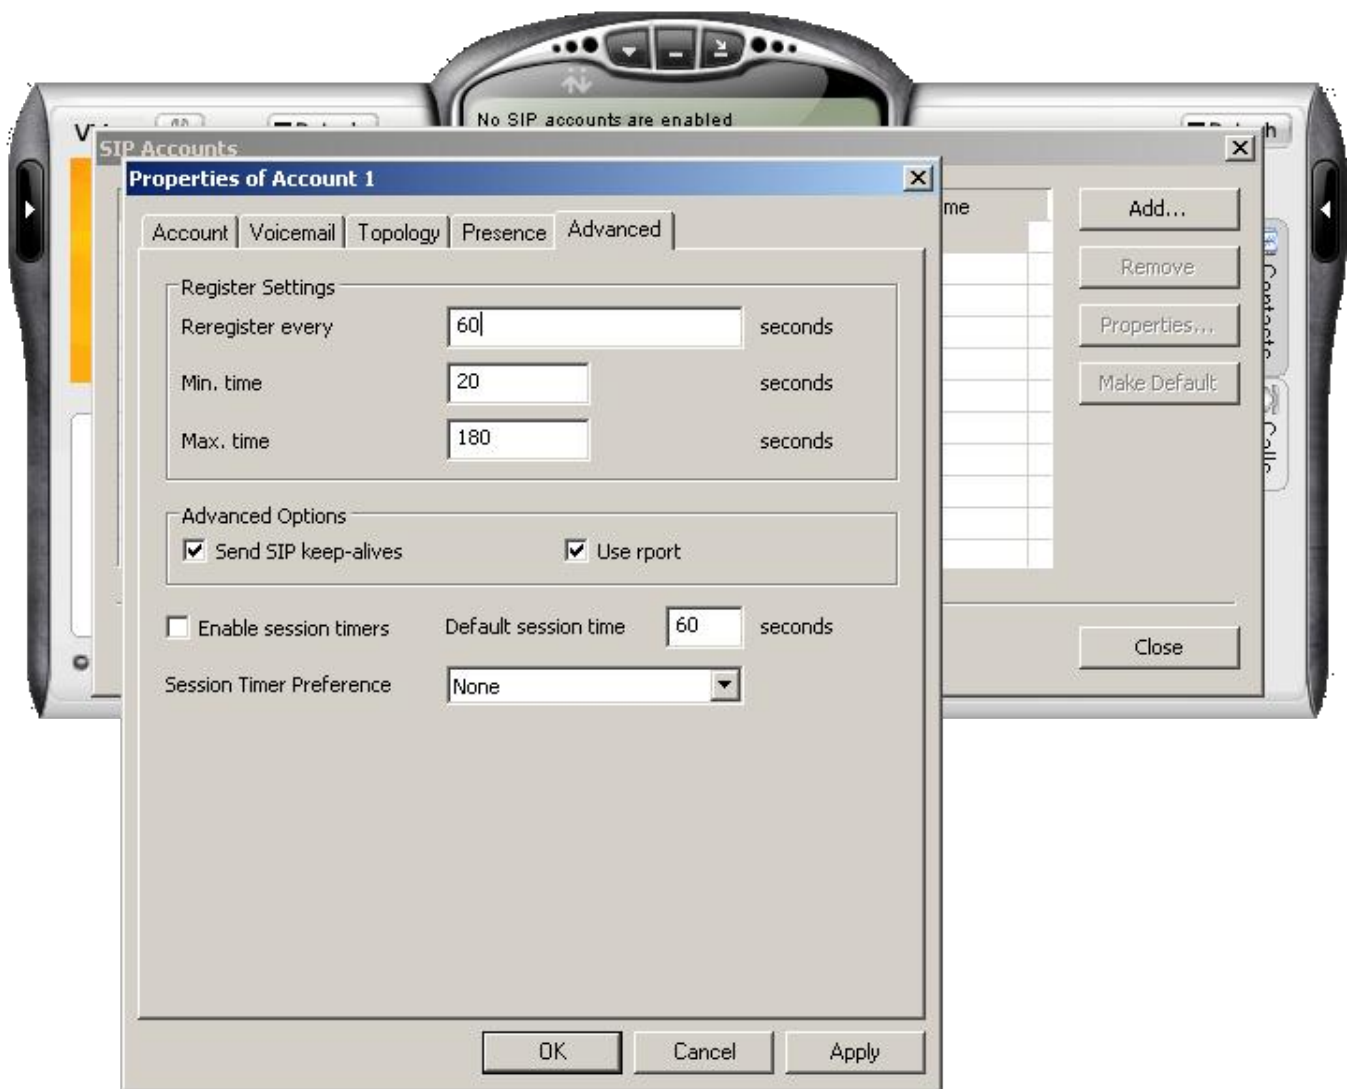 No SIP accounts are enabled
SIP Accounts
Properties of Account 1
Account Voicemail Topology Presence Advanced
Register Settings
Reregister every 60 seconds
Min. time 20 seconds
Max. time 180 seconds
Advanced Options
Send SIP keep-alives Use rport
Enable session timers Default session time 60 seconds
Session Timer Preference None
OK Cancel Apply
Add...
Remove
Properties...
Make Default
Close
Contacts
Calls